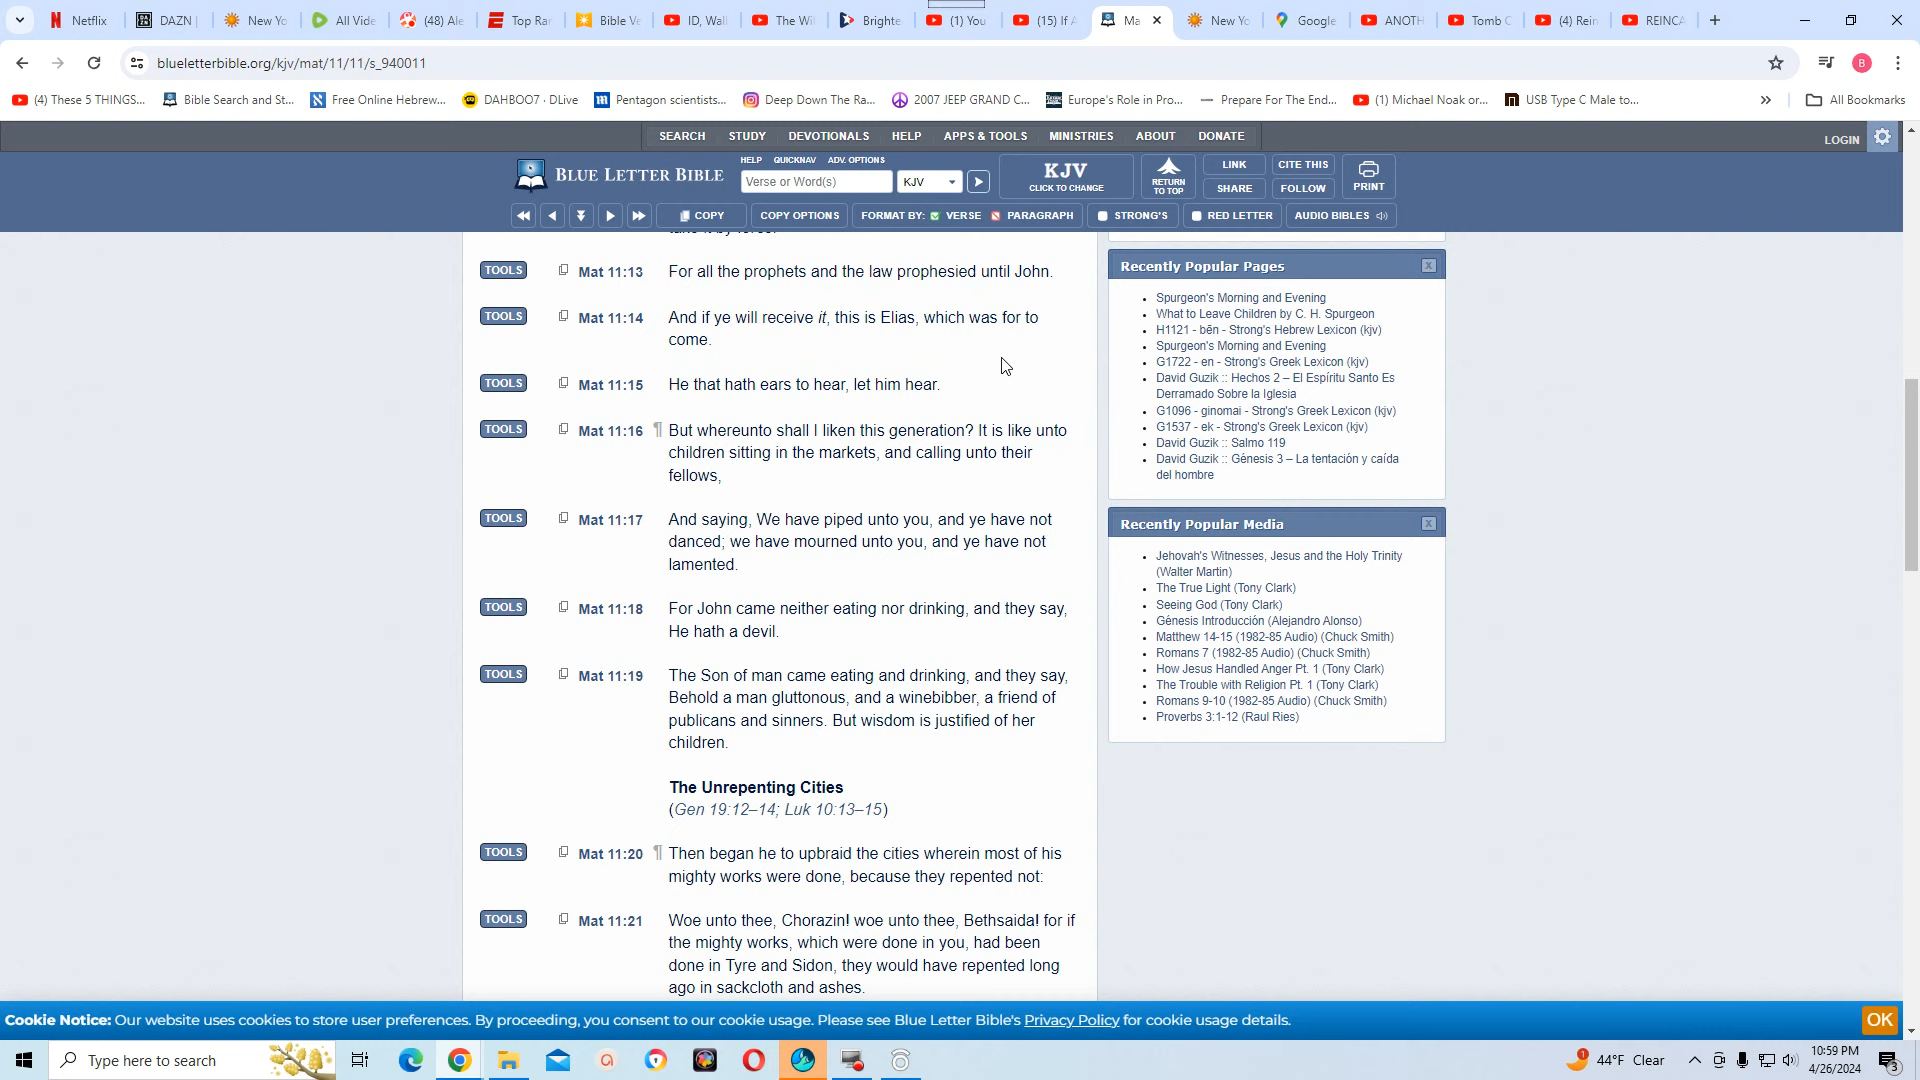 Netflix
DAZN |
New Yo
All Vide
(48) Ale
Top Ra
Bible Ve
ID, Wall
The Wi
Brighte
(1) You
(15) If A
Ma
New Yo
Google
ANOTH
Tomb C
(4) Rein
REINCA
blueletterbible.org/kjv/mat/11/11/s_940011
B
(4) These 5 THINGS...
Bible Search and St...
Free Online Hebrew...
DAHBOO7 · DLive
Pentagon scientists...
Deep Down The Ra...
2007 JEEP GRAND C...
Europe's Role in Pro...
Prepare For The End...
(1) Michael Noak or...
USB Type C Male to...
All Bookmarks
SEARCH STUDY DEVOTIONALS HELP APPS & TOOLS MINISTRIES ABOUT DONATE
LOGIN
BLUE LETTER BIBLE
HELP QUICKNAV ADV. OPTIONS
Verse or Word(s)
KJV
KJV
CLICK TO CHANGE
RETURN
TO TOP
LINK
CITE THIS
SHARE
FOLLOW
PRINT
COPY
COPY OPTIONS
FORMAT BY: VERSE PARAGRAPH
STRONG'S
RED LETTER
AUDIO BIBLES
TOOLS Mat 11:13 For all the prophets and the law prophesied until John.
TOOLS Mat 11:14 And if ye will receive it, this is Elias, which was for to
come.
TOOLS Mat 11:15 He that hath ears to hear, let him hear.
TOOLS Mat 11:16 ¶ But whereunto shall I liken this generation? It is like unto
children sitting in the markets, and calling unto their
fellows,
TOOLS Mat 11:17 And saying, We have piped unto you, and ye have not
danced; we have mourned unto you, and ye have not
lamented.
TOOLS Mat 11:18 For John came neither eating nor drinking, and they say,
He hath a devil.
TOOLS Mat 11:19 The Son of man came eating and drinking, and they say,
Behold a man gluttonous, and a winebibber, a friend of
publicans and sinners. But wisdom is justified of her
children.
The Unrepenting Cities
(Gen 19:12–14; Luk 10:13–15)
TOOLS Mat 11:20 ¶ Then began he to upbraid the cities wherein most of his
mighty works were done, because they repented not:
TOOLS Mat 11:21 Woe unto thee, Chorazin! woe unto thee, Bethsaida! for if
the mighty works, which were done in you, had been
done in Tyre and Sidon, they would have repented long
ago in sackcloth and ashes.
Recently Popular Pages
Spurgeon's Morning and Evening
What to Leave Children by C. H. Spurgeon
H1121 - bēn - Strong's Hebrew Lexicon (kjv)
Spurgeon's Morning and Evening
G1722 - en - Strong's Greek Lexicon (kjv)
David Guzik :: Hechos 2 – El Espíritu Santo Es
Derramado Sobre la Iglesia
G1096 - ginomai - Strong's Greek Lexicon (kjv)
G1537 - ek - Strong's Greek Lexicon (kjv)
David Guzik :: Salmo 119
David Guzik :: Génesis 3 – La tentación y caída
del hombre
Recently Popular Media
Jehovah's Witnesses, Jesus and the Holy Trinity
(Walter Martin)
The True Light (Tony Clark)
Seeing God (Tony Clark)
Génesis Introducción (Alejandro Alonso)
Matthew 14-15 (1982-85 Audio) (Chuck Smith)
Romans 7 (1982-85 Audio) (Chuck Smith)
How Jesus Handled Anger Pt. 1 (Tony Clark)
The Trouble with Religion Pt. 1 (Tony Clark)
Romans 9-10 (1982-85 Audio) (Chuck Smith)
Proverbs 3:1-12 (Raul Ries)
Cookie Notice: Our website uses cookies to store user preferences. By proceeding, you consent to our cookie usage. Please see Blue Letter Bible's Privacy Policy for cookie usage details.
OK
Type here to search
44°F Clear
10:59 PM
4/26/2024
3